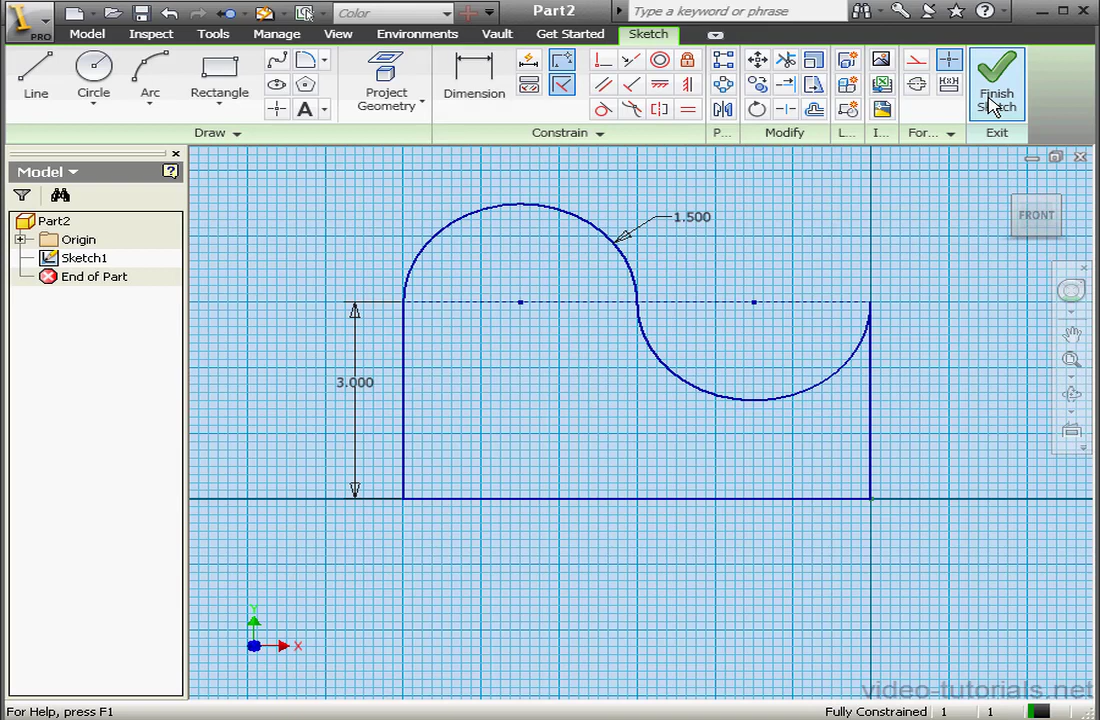 PRO
Color
Part2
Type a keyword or phrase
Model
Inspect
Tools
Manage
View
Environments
Vault
Get Started
Sketch
Line
Circle
Arc
Rectangle
A
Project
Geometry
Dimension
Finish
Sketch
Draw
Constrain
P...
Modify
L...
I...
For...
Exit
Model
Part2
Origin
Sketch1
End of Part
FRONT
1.500
3.000
Y
X
video-tutorials.net
For Help, press F1
Fully Constrained
1
1